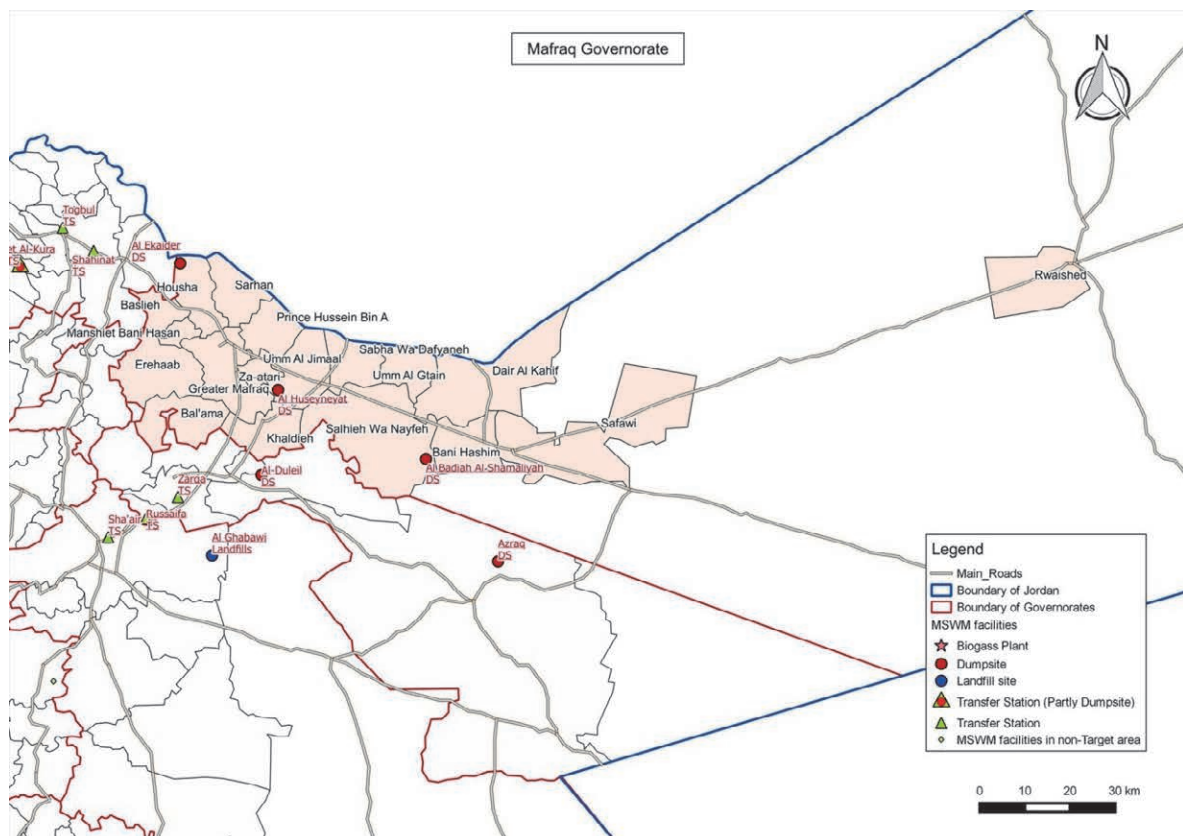 Mafraq Governorate
N
Togbul
TS
et Al-Kura
TS
Shahinat
TS
Al Ekaider
DS
Housha
Sarhan
Rwaished
Baslieh
Prince Hussein Bin A
Manshiet Bani Hasan
Sabha Wa Dafyaneh
Erehaab
Umm Al Jimaal
Dair Al Kahif
Za-atari
Umm Al Gtain
Greater Mafraq
Al Huseyneyat
DS
Bal'ama
Safawi
Salhieh Wa Nayfeh
Khaldieh
Bani Hashim
Al Badiah Al-Shamaliyah
DS
Al-Duleil
DS
Zarqa
TS
Russaifa
TS
Sha'air
TS
Al Ghabawi
Landfills
Azraq
DS
Legend
Main_Roads
Boundary of Jordan
Boundary of Governorates
MSWM facilities
Biogass Plant
Dumpsite
Landfill site
Transfer Station (Partly Dumpsite)
Transfer Station
MSWM facilities in non-Target area
0 10 20 30 km